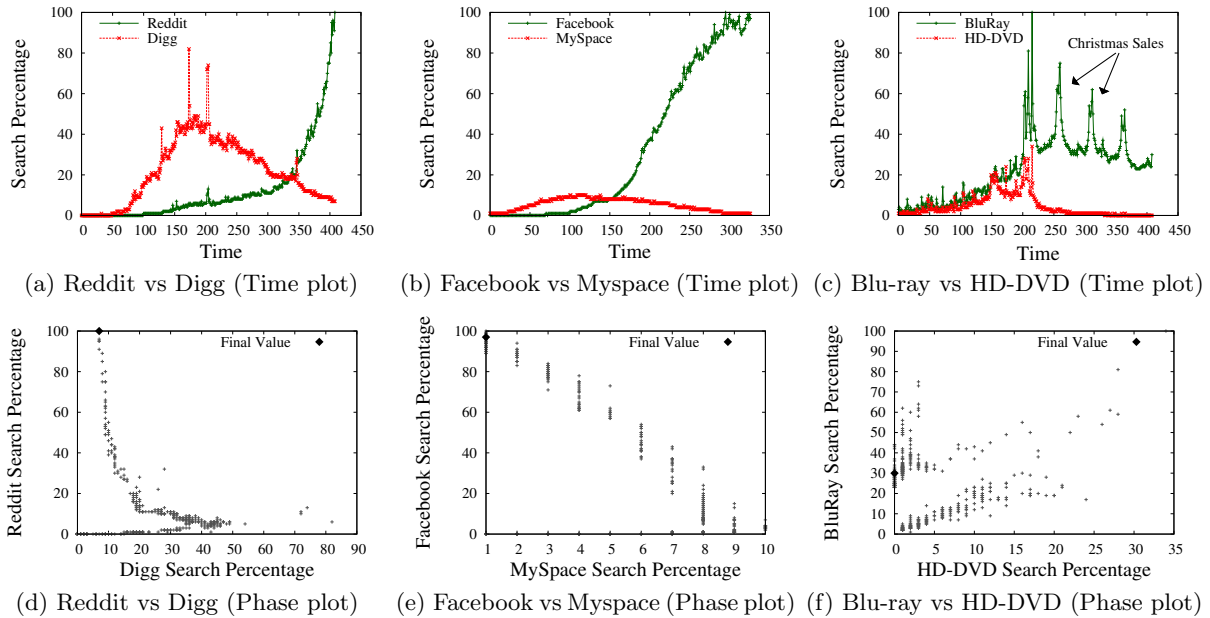 Reddit
Digg
Search Percentage
100
80
60
40
20
0
0 50 100 150 200 250 300 350 400 450
Time
(a) Reddit vs Digg (Time plot)
Facebook
MySpace
Search Percentage
100
80
60
40
20
0
0 50 100 150 200 250 300 350
Time
(b) Facebook vs Myspace (Time plot)
BluRay
HD-DVD
Christmas Sales
Search Percentage
100
80
60
40
20
0
0 50 100 150 200 250 300 350 400 450
Time
(c) Blu-ray vs HD-DVD (Time plot)
Final Value
Reddit Search Percentage
100
80
60
40
20
0
0 10 20 30 40 50 60 70 80 90
Digg Search Percentage
(d) Reddit vs Digg (Phase plot)
Final Value
Facebook Search Percentage
100
80
60
40
20
0
1 2 3 4 5 6 7 8 9 10
MySpace Search Percentage
(e) Facebook vs Myspace (Phase plot)
Final Value
BluRay Search Percentage
100
90
80
70
60
50
40
30
20
10
0
0 5 10 15 20 25 30 35
HD-DVD Search Percentage
(f) Blu-ray vs HD-DVD (Phase plot)